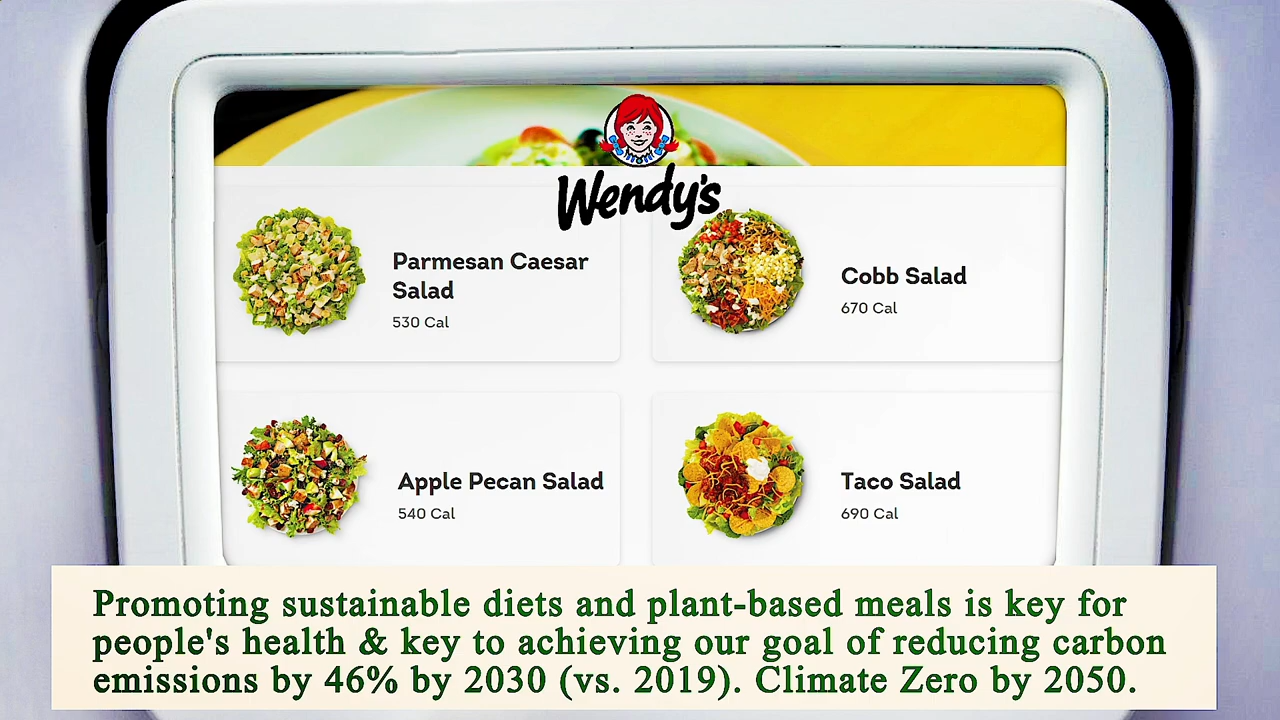 Wendy's
Parmesan Caesar
Salad
530 Cal
Cobb Salad
670 Cal
Apple Pecan Salad
540 Cal
Taco Salad
690 Cal
Promoting sustainable diets and plant-based meals is key for
people's health & key to achieving our goal of reducing carbon
emissions by 46% by 2030 (vs. 2019). Climate Zero by 2050.